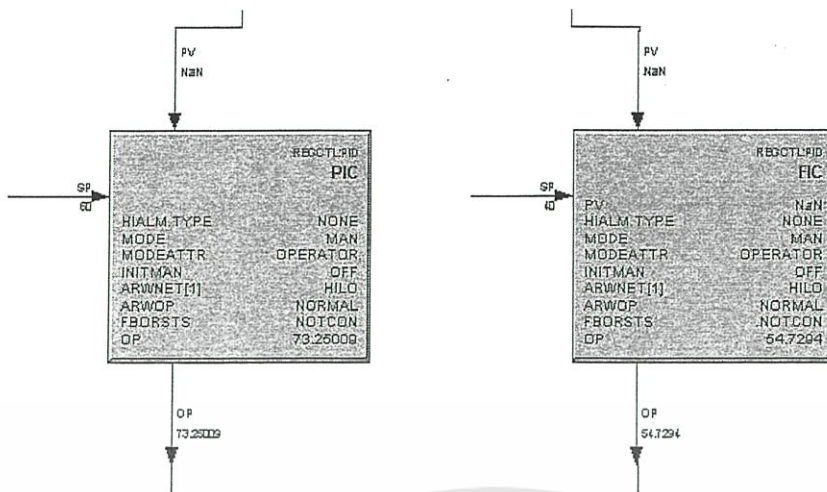 PV
NaN
REGCTL:PID
PIC
SP
60
HIALM.TYPE NONE
MODE MAN
MODEATTR OPERATOR
INITMAN OFF
ARWNET[1] HILO
ARWOP NORMAL
FBORSTS NOTCON
OP 73.25009
OP
73.25009
PV
NaN
REGCTL:PID
FIC
SP
40
PV NaN
HIALM.TYPE NONE
MODE MAN
MODEATTR OPERATOR
INITMAN OFF
ARWNET[1] HILO
ARWOP NORMAL
FBORSTS NOTCON
OP 54.7294
OP
54.7294